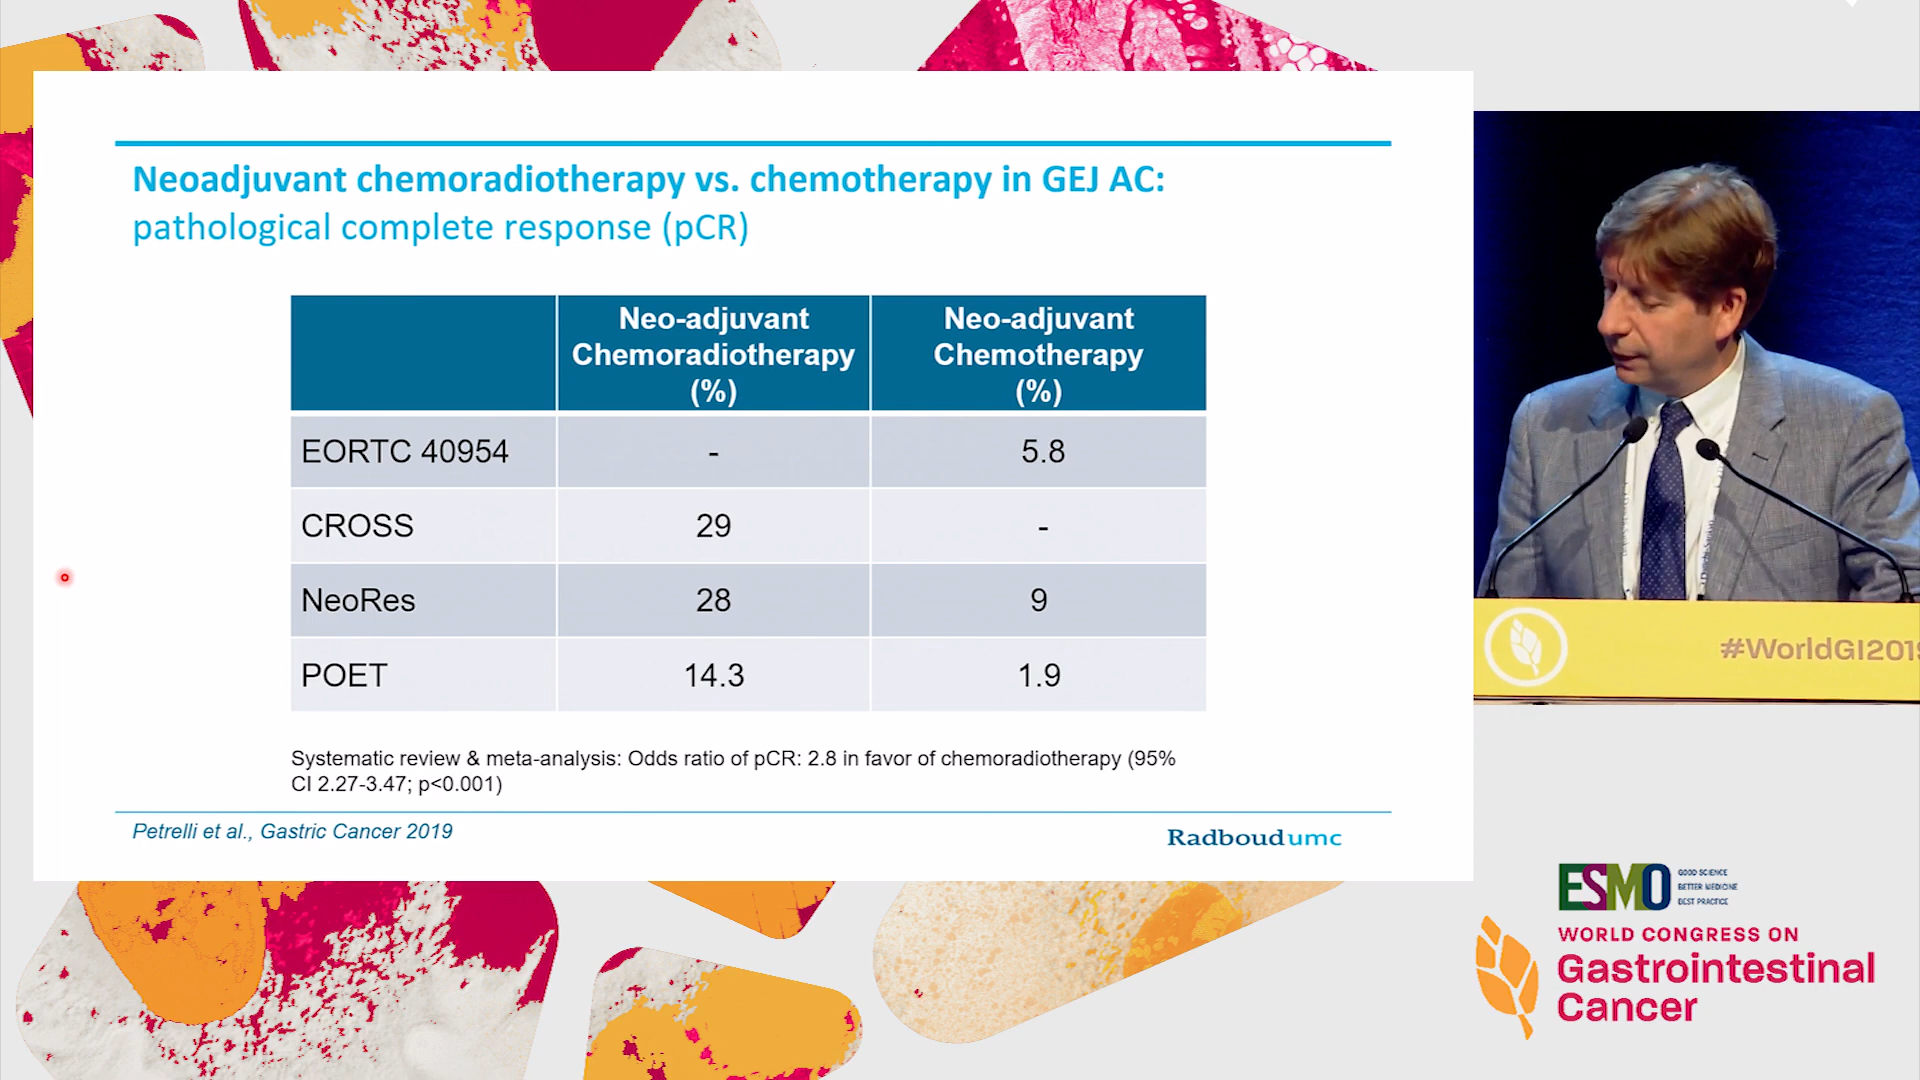 Neoadjuvant chemoradiotherapy vs. chemotherapy in GEJ AC:
pathological complete response (pCR)
Neo-adjuvant
Chemoradiotherapy
(%)
Neo-adjuvant
Chemotherapy
(%)
EORTC 40954 - 5.8
CROSS 29 -
NeoRes 28 9
POET 14.3 1.9
Systematic review & meta-analysis: Odds ratio of pCR: 2.8 in favor of chemoradiotherapy (95%
CI 2.27-3.47; p<0.001)
Petrelli et al., Gastric Cancer 2019
Radboudumc
#WorldGI2019
ESMO
GOOD SCIENCE
BETTER MEDICINE
BEST PRACTICE
WORLD CONGRESS ON
Gastrointestinal
Cancer